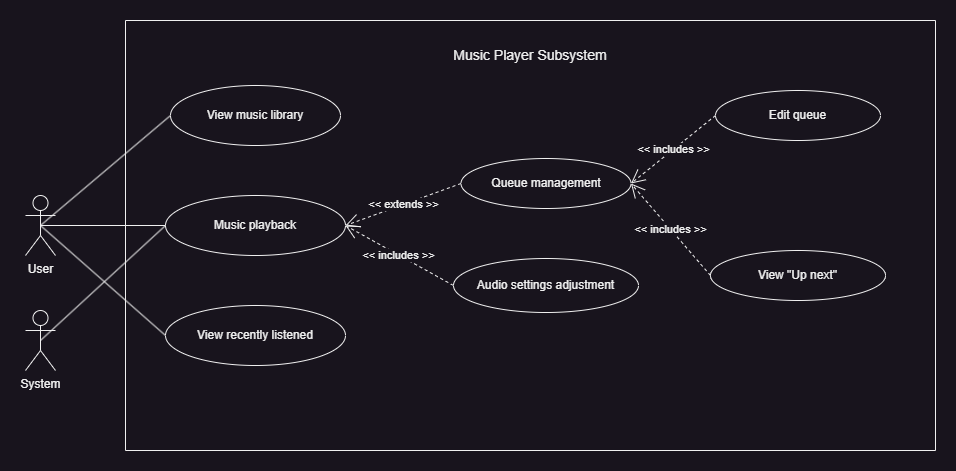 Music Player Subsystem
View music library
Edit queue
<< includes >>
Queue management
<< extends >>
Music playback
<< includes >>
<< includes >>
User
View "Up next"
Audio settings adjustment
View recently listened
System